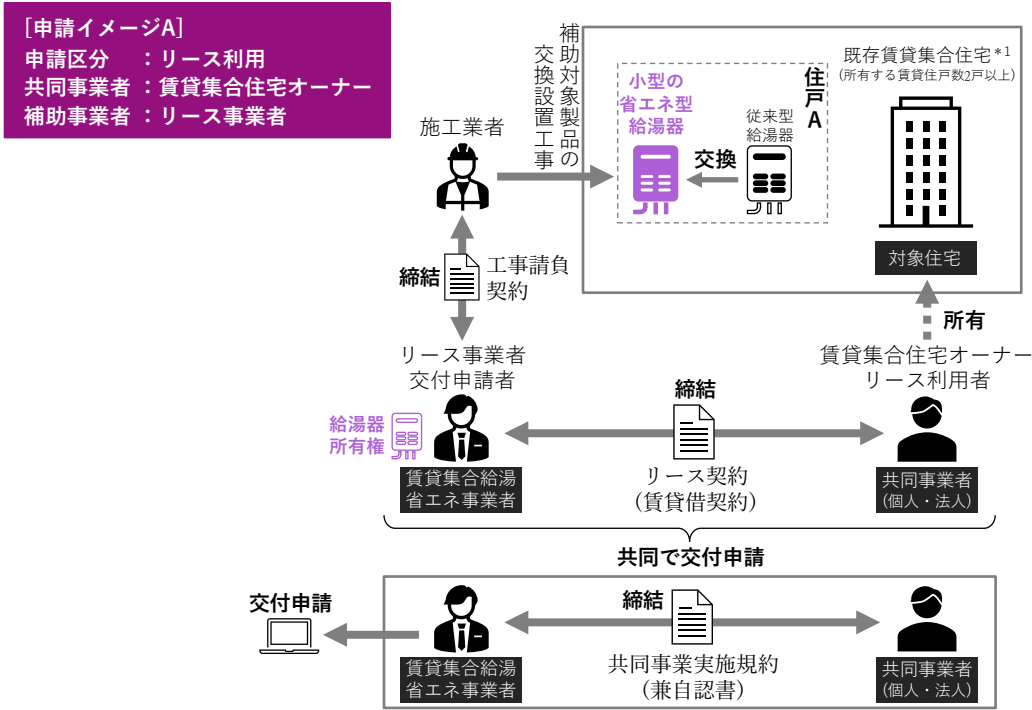 [申請イメージA]
申請区分　：リース利用
共同事業者：賃貸集合住宅オーナー
補助事業者：リース事業者
施工業者
補助対象製品の
交換設置工事
小型の
省エネ型
給湯器
住戸A
従来型
給湯器
交換
既存賃貸集合住宅*1
(所有する賃貸住戸数2戸以上)
対象住宅
締結
工事請負
契約
所有
リース事業者
交付申請者
賃貸集合住宅オーナー
リース利用者
給湯器
所有権
締結
賃貸集合給湯
省エネ事業者
リース契約
(賃貸借契約)
共同事業者
(個人・法人)
共同で交付申請
交付申請
締結
賃貸集合給湯
省エネ事業者
共同事業実施規約
(兼自認書)
共同事業者
(個人・法人)